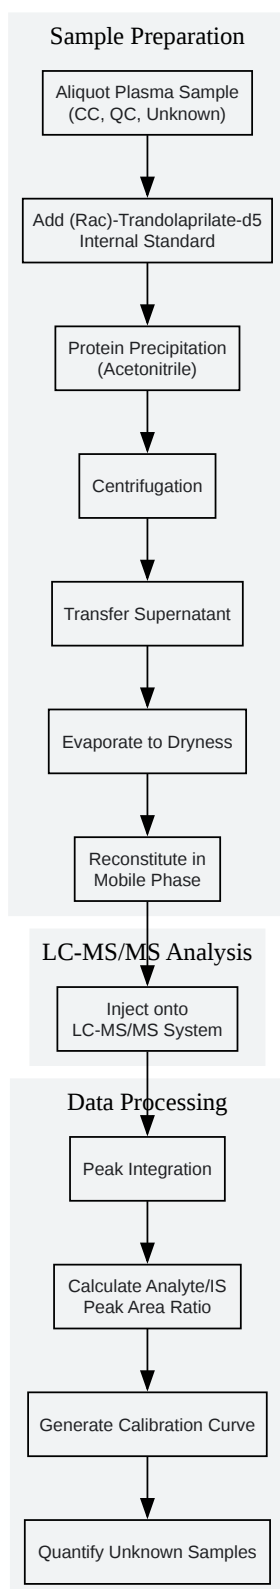 Sample Preparation
Aliquot Plasma Sample
(CC, QC, Unknown)
Add (Rac)-Trandolaprilate-d5
Internal Standard
Protein Precipitation
(Acetonitrile)
Centrifugation
Transfer Supernatant
Evaporate to Dryness
Reconstitute in
Mobile Phase
LC-MS/MS Analysis
Inject onto
LC-MS/MS System
Data Processing
Peak Integration
Calculate Analyte/IS
Peak Area Ratio
Generate Calibration Curve
Quantify Unknown Samples